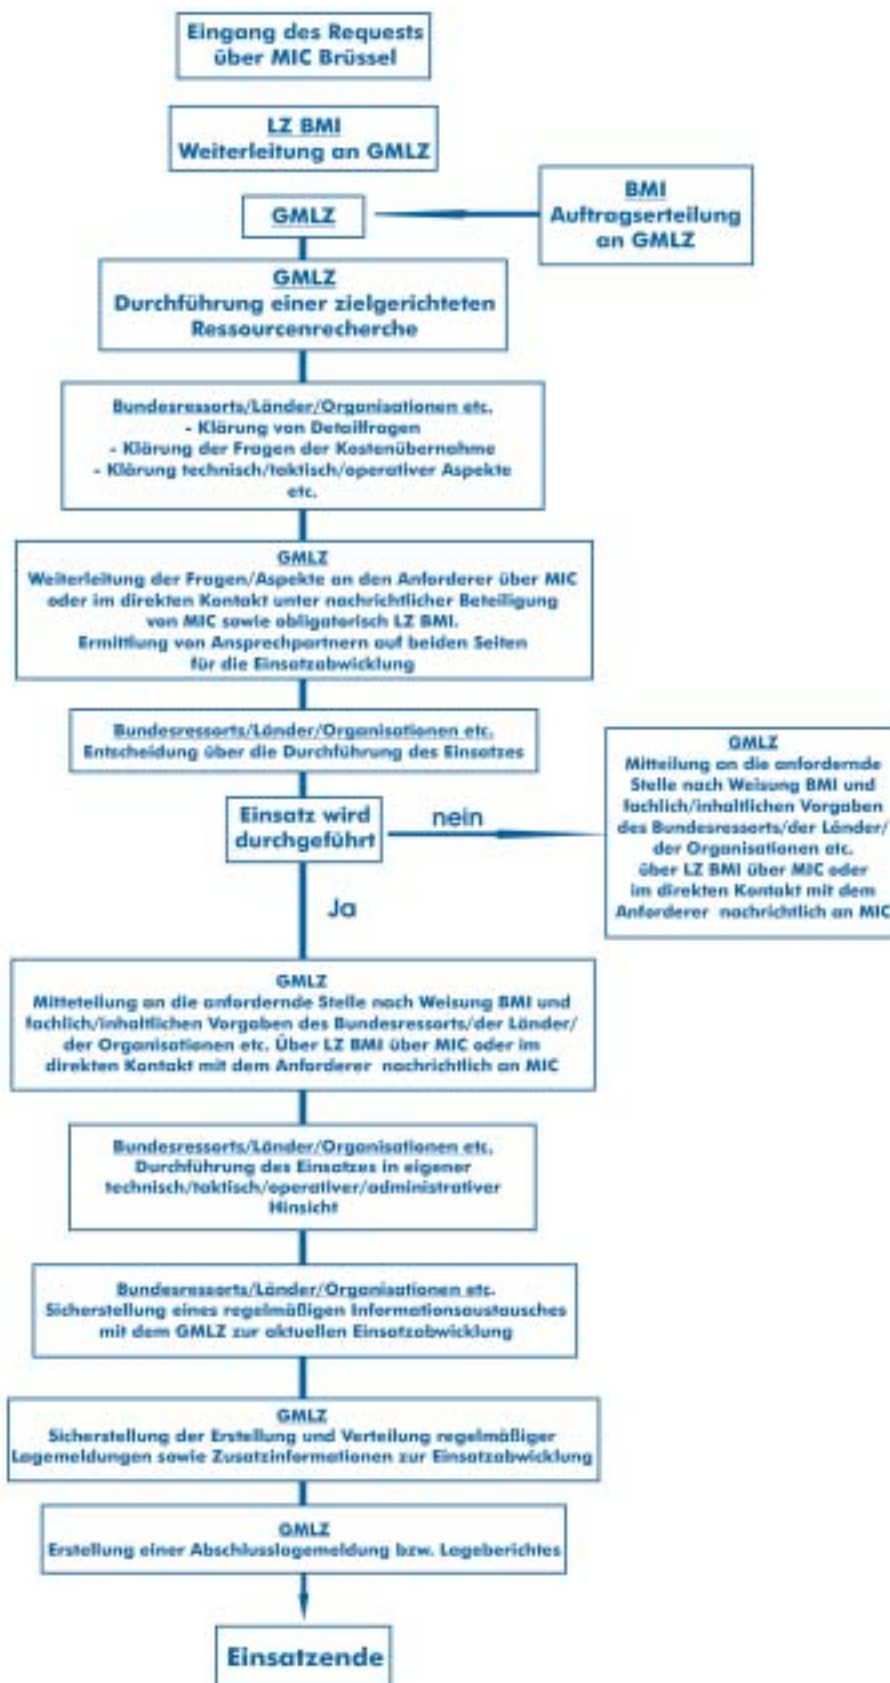 Eingang des Requests
über MIC Brüssel
LZ BMI
Weiterleitung an GMLZ
GMLZ
BMI
Auftragserteilung
an GMLZ
GMLZ
Durchführung einer zielgerichteten
Ressourcenrecherche
Bundesressorts/Länder/Organisationen etc.
- Klärung von Detailfragen
- Klärung der Fragen der Kostenübernahme
- Klärung technisch/taktisch/operativer Aspekte
etc.
GMLZ
Weiterleitung der Fragen/Aspekte an den Anforderer über MIC
oder im direkten Kontakt unter nachrichtlicher Beteiligung
von MIC sowie obligatorisch LZ BMI.
Ermittlung von Ansprechpartnern auf beiden Seiten
für die Einsatzabwicklung
Bundesressorts/Länder/Organisationen etc.
Entscheidung über die Durchführung des Einsatzes
Einsatz wird
durchgeführt
nein
GMLZ
Mitteilung an die anfordernde
Stelle nach Weisung BMI und
fachlich/inhaltlichen Vorgaben
des Bundesressorts/der Länder/
der Organisationen etc.
über LZ BMI über MIC oder
im direkten Kontakt mit dem
Anforderer nachrichtlich an MIC
Ja
GMLZ
Mitteteilung an die anfordernde Stelle nach Weisung BMI und
fachlich/inhaltlichen Vorgaben des Bundesressorts/der Länder/
der Organisationen etc. Über LZ BMI über MIC oder im
direkten Kontakt mit dem Anforderer nachrichtlich an MIC
Bundesressorts/Länder/Organisationen etc.
Durchführung des Einsatzes in eigener
technisch/taktisch/operativer/administrativer
Hinsicht
Bundesressorts/Länder/Organisationen etc.
Sicherstellung eines regelmäßigen Informationsaustausches
mit dem GMLZ zur aktuellen Einsatzabwicklung
GMLZ
Sicherstellung der Erstellung und Verteilung regelmäßiger
Lagemeldungen sowie Zusatzinformationen zur Einsatzabwicklung
GMLZ
Erstellung einer Abschlusslagemeldung bzw. Lageberichtes
Einsatzende